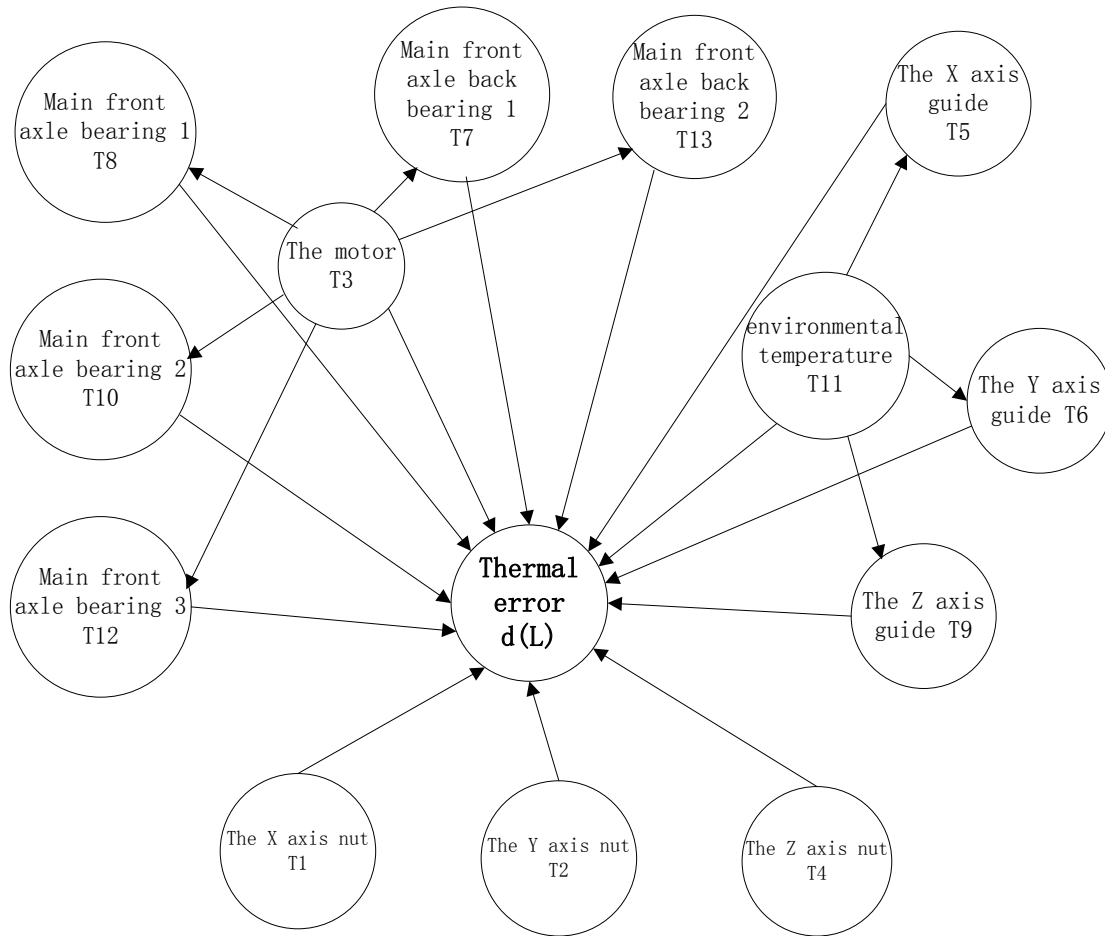 Main front
axle bearing 1
T8
Main front
axle back
bearing 1
T7
Main front
axle back
bearing 2
T13
The X axis
guide
T5
The motor
T3
Main front
axle bearing 2
T10
environmental
temperature
T11
The Y axis
guide T6
Main front
axle bearing 3
T12
Thermal
error
d(L)
The Z axis
guide T9
The X axis nut
T1
The Y axis nut
T2
The Z axis nut
T4